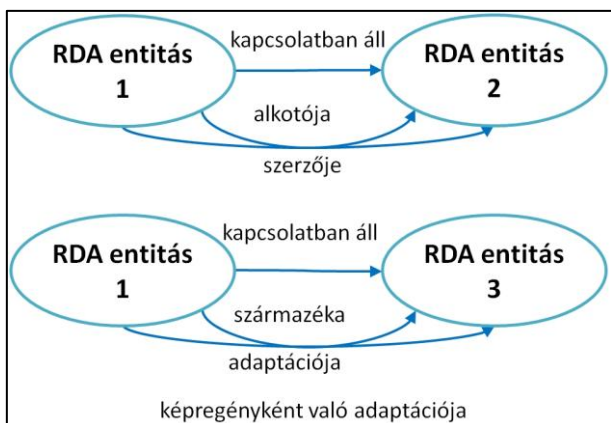 RDA entitás
1
kapcsolatban áll
RDA entitás
2
alkotója
szerzője
RDA entitás
1
kapcsolatban áll
RDA entitás
3
származéka
adaptációja
képregényként való adaptációja